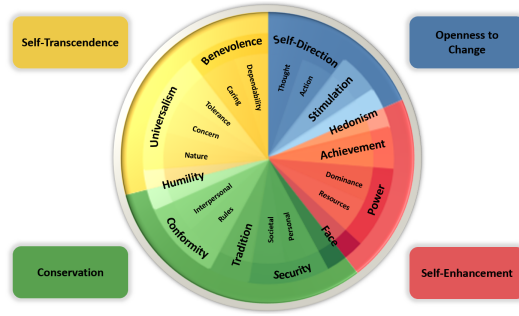 Self-Transcendence
Openness to
Change
Benevolence
Self-Direction
Dependability
Caring
Thought
Action
Stimulation
Universalism
Tolerance
Concern
Nature
Hedonism
Achievement
Dominance
Resources
Power
Humility
Interpersonal
Rules
Conformity
Tradition
Societal
Personal
Security
Face
Conservation
Self-Enhancement